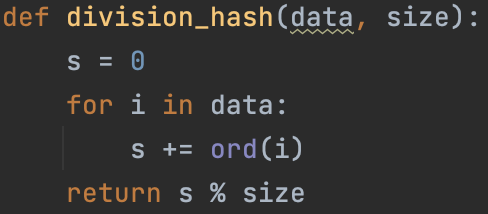 def division_hash(data, size):
    s = 0
    for i in data:
        s += ord(i)
    return s % size